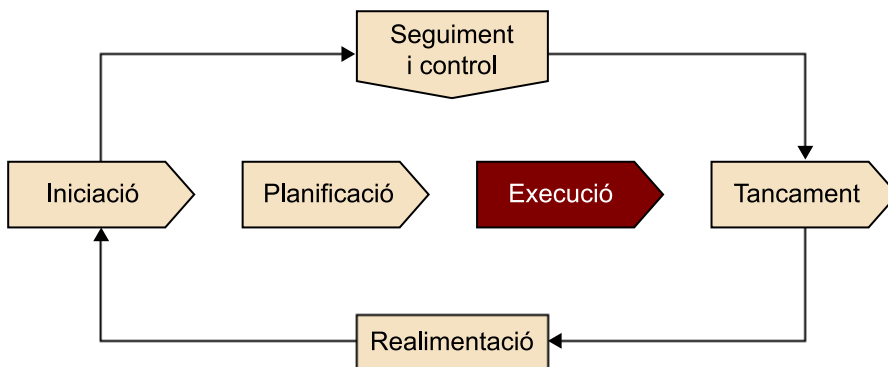 Seguiment
i control
Iniciació
Planificació
Execució
Tancament
Realimentació